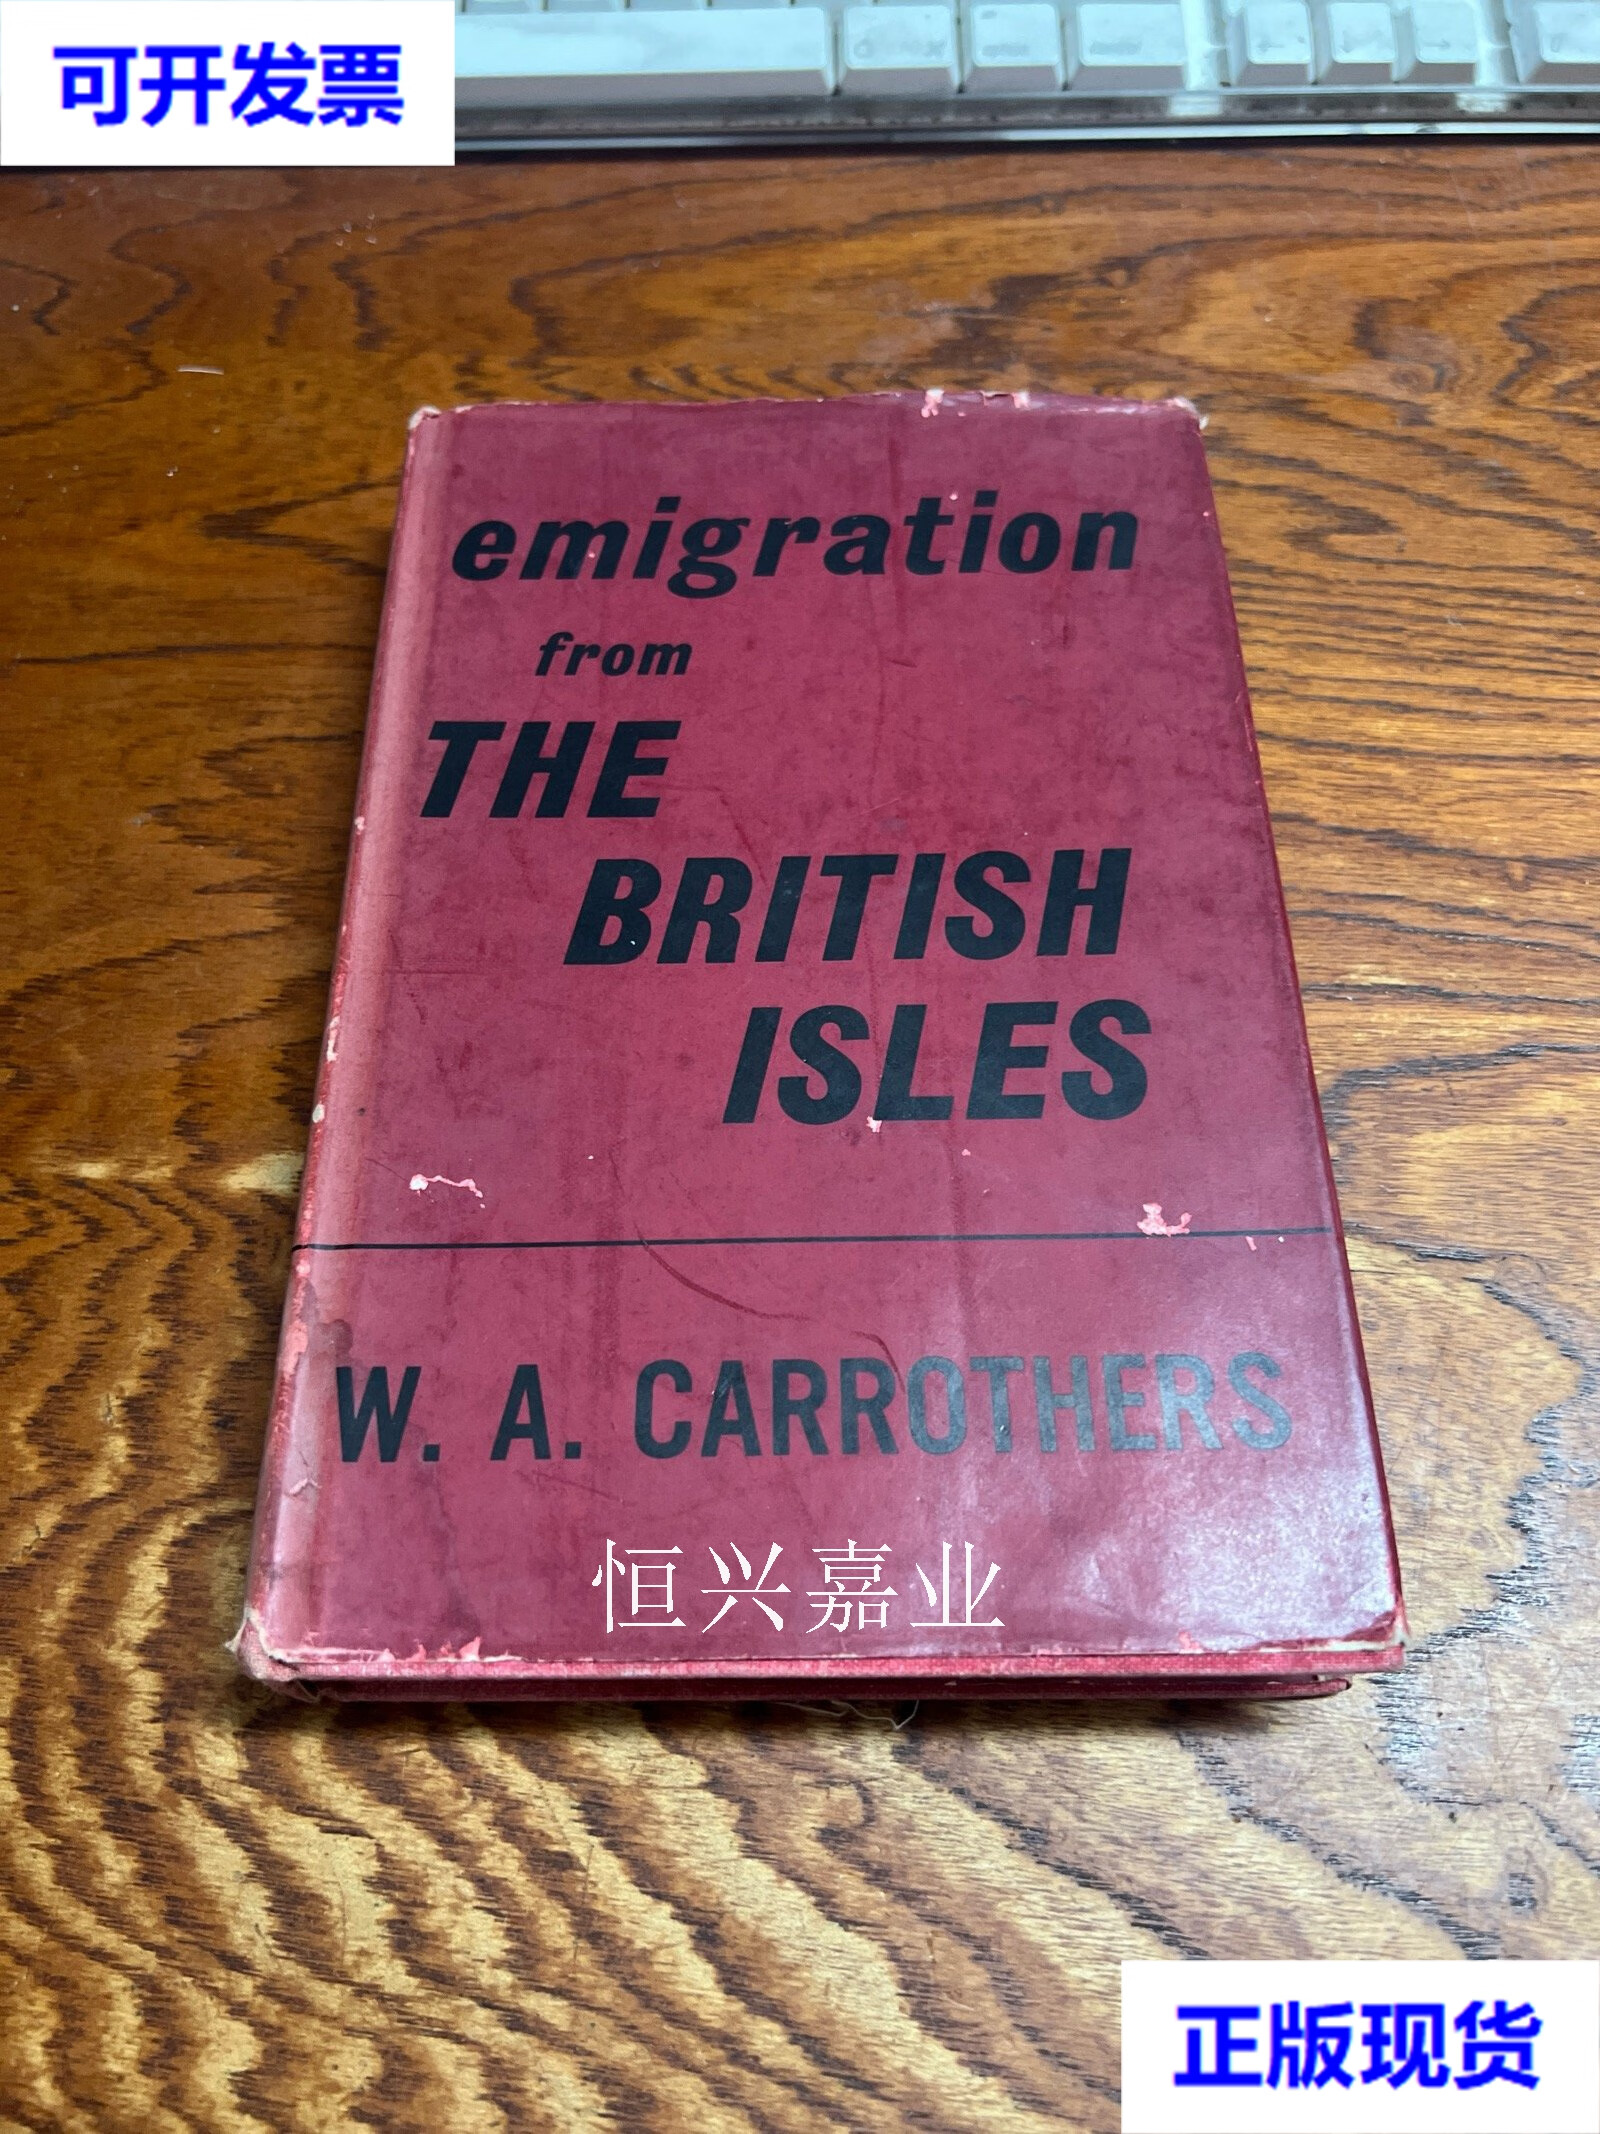 可开发票
emigration
from
THE
BRITISH
ISLES
W. A. CARROTHERS
恒兴嘉业
正版现货